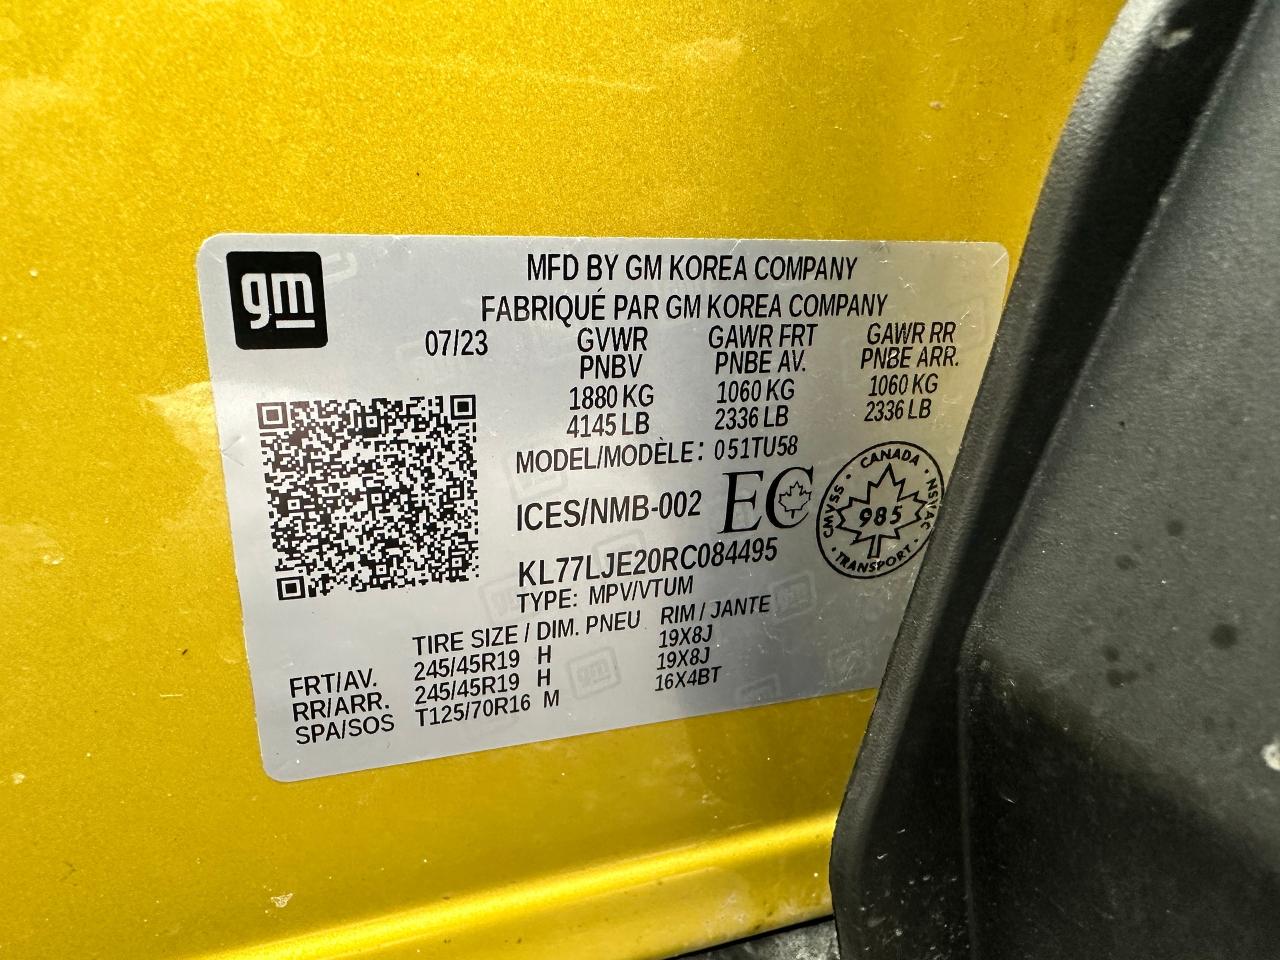 gm
MFD BY GM KOREA COMPANY
FABRIQUÉ PAR GM KOREA COMPANY
07/23 GVWR GAWR FRT GAWR RR
PNBV PNBE AV. PNBE ARR.
1880 KG 1060 KG 1060 KG
4145 LB 2336 LB 2336 LB
MODEL/MODÈLE: 051TU58
ICES/NMB-002 EC
CANADA
CMVSS 985 NSVAC
TRANSPORT
KL77LJE20RC084495
TYPE: MPV/VTUM
TIRE SIZE / DIM. PNEU RIM / JANTE
FRT/AV. 245/45R19 H 19X8J
RR/ARR. 245/45R19 H 19X8J
SPA/SOS T125/70R16 M 16X4BT